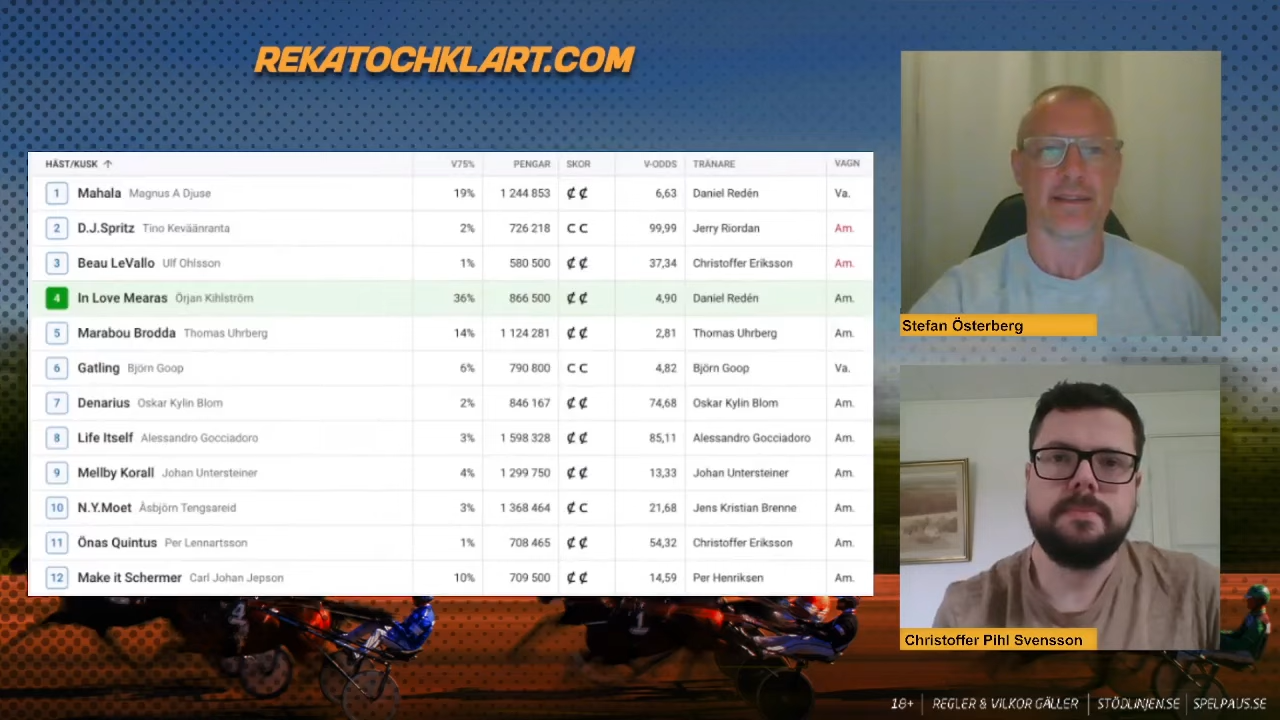 REKATOCHKLART.COM
HÄST/KUSK ↑ V75% PENGAR SKOR V-ODDS TRÄNARE VAGN
1 Mahala Magnus A Djuse 19% 1 244 853 ₵ ₵ 6,63 Daniel Redén Va.
2 D.J.Spritz Tino Keväänranta 2% 726 218 C C 99,99 Jerry Riordan Am.
3 Beau LeVallo Ulf Ohlsson 1% 580 500 ₵ ₵ 37,34 Christoffer Eriksson Am.
4 In Love Mearas Örjan Kihlström 36% 866 500 ₵ ₵ 4,90 Daniel Redén Am.
5 Marabou Brodda Thomas Uhrberg 14% 1 124 281 ₵ ₵ 2,81 Thomas Uhrberg Am.
6 Gatling Björn Goop 6% 790 800 C C 4,82 Björn Goop Va.
7 Denarius Oskar Kylin Blom 2% 846 167 ₵ ₵ 74,68 Oskar Kylin Blom Am.
8 Life Itself Alessandro Gocciadoro 3% 1 598 328 ₵ ₵ 85,11 Alessandro Gocciadoro Am.
9 Mellby Korall Johan Untersteiner 4% 1 299 750 ₵ ₵ 13,33 Johan Untersteiner Am.
10 N.Y.Moet Åsbjörn Tengsareid 3% 1 368 464 ₵ C 21,68 Jens Kristian Brenne Am.
11 Önas Quintus Per Lennartsson 1% 708 465 ₵ ₵ 54,32 Christoffer Eriksson Am.
12 Make it Schermer Carl Johan Jepson 10% 709 500 ₵ ₵ 14,59 Per Henriksen Am.
Stefan Österberg
Christoffer Pihl Svensson
4
1
18+ | REGLER & VILKOR GÄLLER | STÖDLINJEN.SE | SPELPAUS.SE